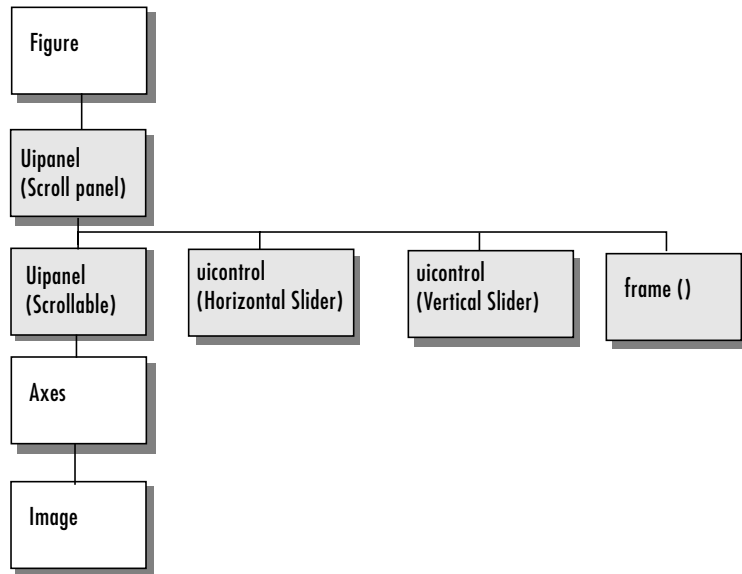 Figure
Uipanel
(Scroll panel)
Uipanel
(Scrollable)
uicontrol
(Horizontal Slider)
uicontrol
(Vertical Slider)
frame ()
Axes
Image